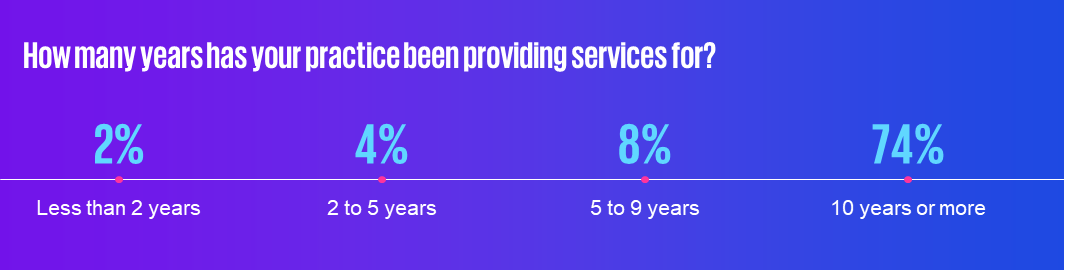 How many years has your practice been providing services for?
2% 4% 8% 74%
Less than 2 years 2 to 5 years 5 to 9 years 10 years or more